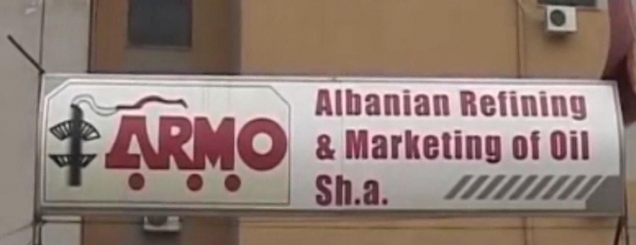 ARMO
Albanian Refining
& Marketing of Oil
Sh.a.